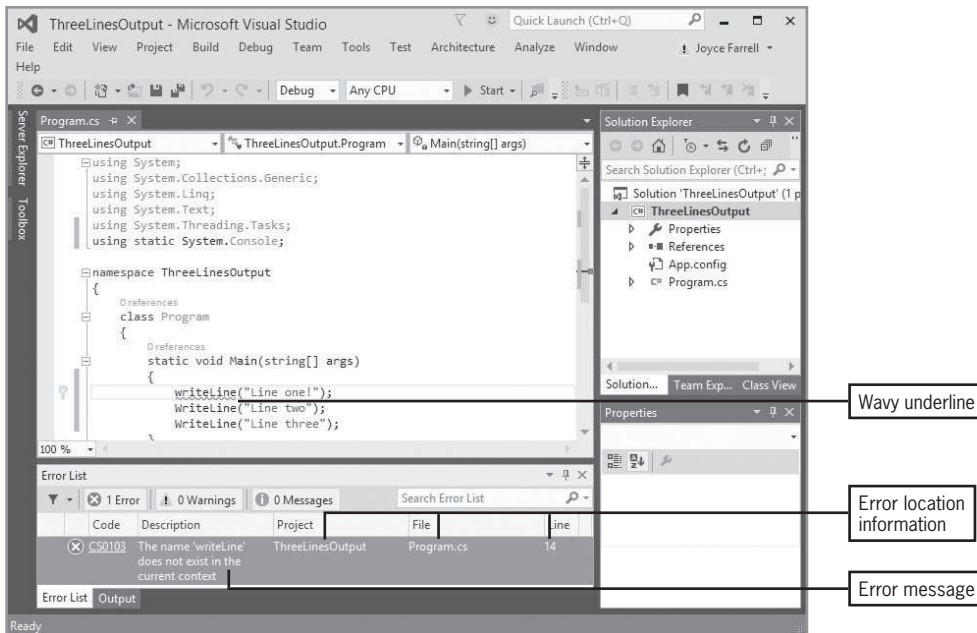 ThreeLinesOutput - Microsoft Visual Studio
Quick Launch (Ctrl+Q)
File Edit View Project Build Debug Team Tools Test Architecture Analyze Window Joyce Farrell
Help
Debug Any CPU Start
Server Explorer
Toolbox
Program.cs
ThreeLinesOutput ThreeLinesOutput.Program Main(string[] args)
using System;
using System.Collections.Generic;
using System.Linq;
using System.Text;
using System.Threading.Tasks;
using static System.Console;
namespace ThreeLinesOutput
{
0 references
class Program
{
0 references
static void Main(string[] args)
{
writeLine("Line one!");
WriteLine("Line two");
WriteLine("Line three");
}
100 %
Solution Explorer
Search Solution Explorer (Ctrl+;
Solution 'ThreeLinesOutput' (1 p
C# ThreeLinesOutput
Properties
References
App.config
C# Program.cs
Solution... Team Exp... Class View
Properties
Error List
1 Error 0 Warnings 0 Messages Search Error List
Code Description Project File Line
CS0103 The name 'writeLine' ThreeLinesOutput Program.cs 14
does not exist in the
current context
Error List Output
Ready
Wavy underline
Error location
information
Error message